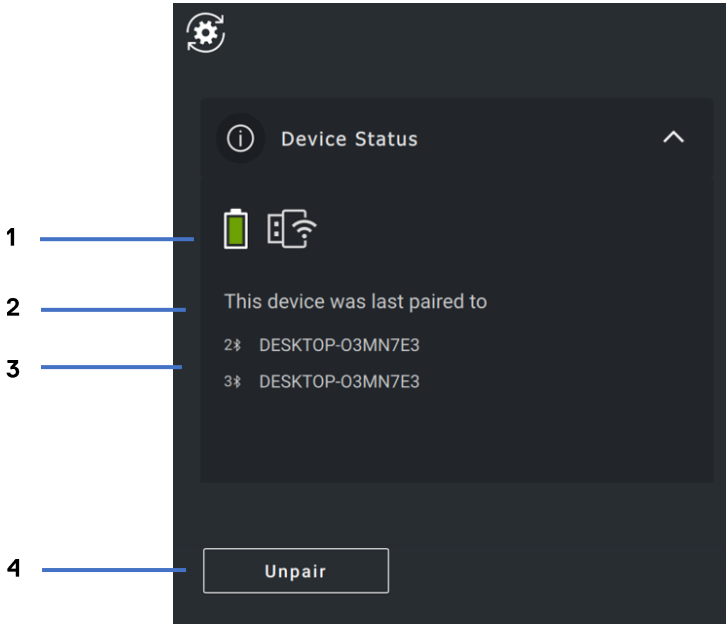 Device Status
1
2
This device was last paired to
2 DESKTOP-O3MN7E3
3
3 DESKTOP-O3MN7E3
4
Unpair